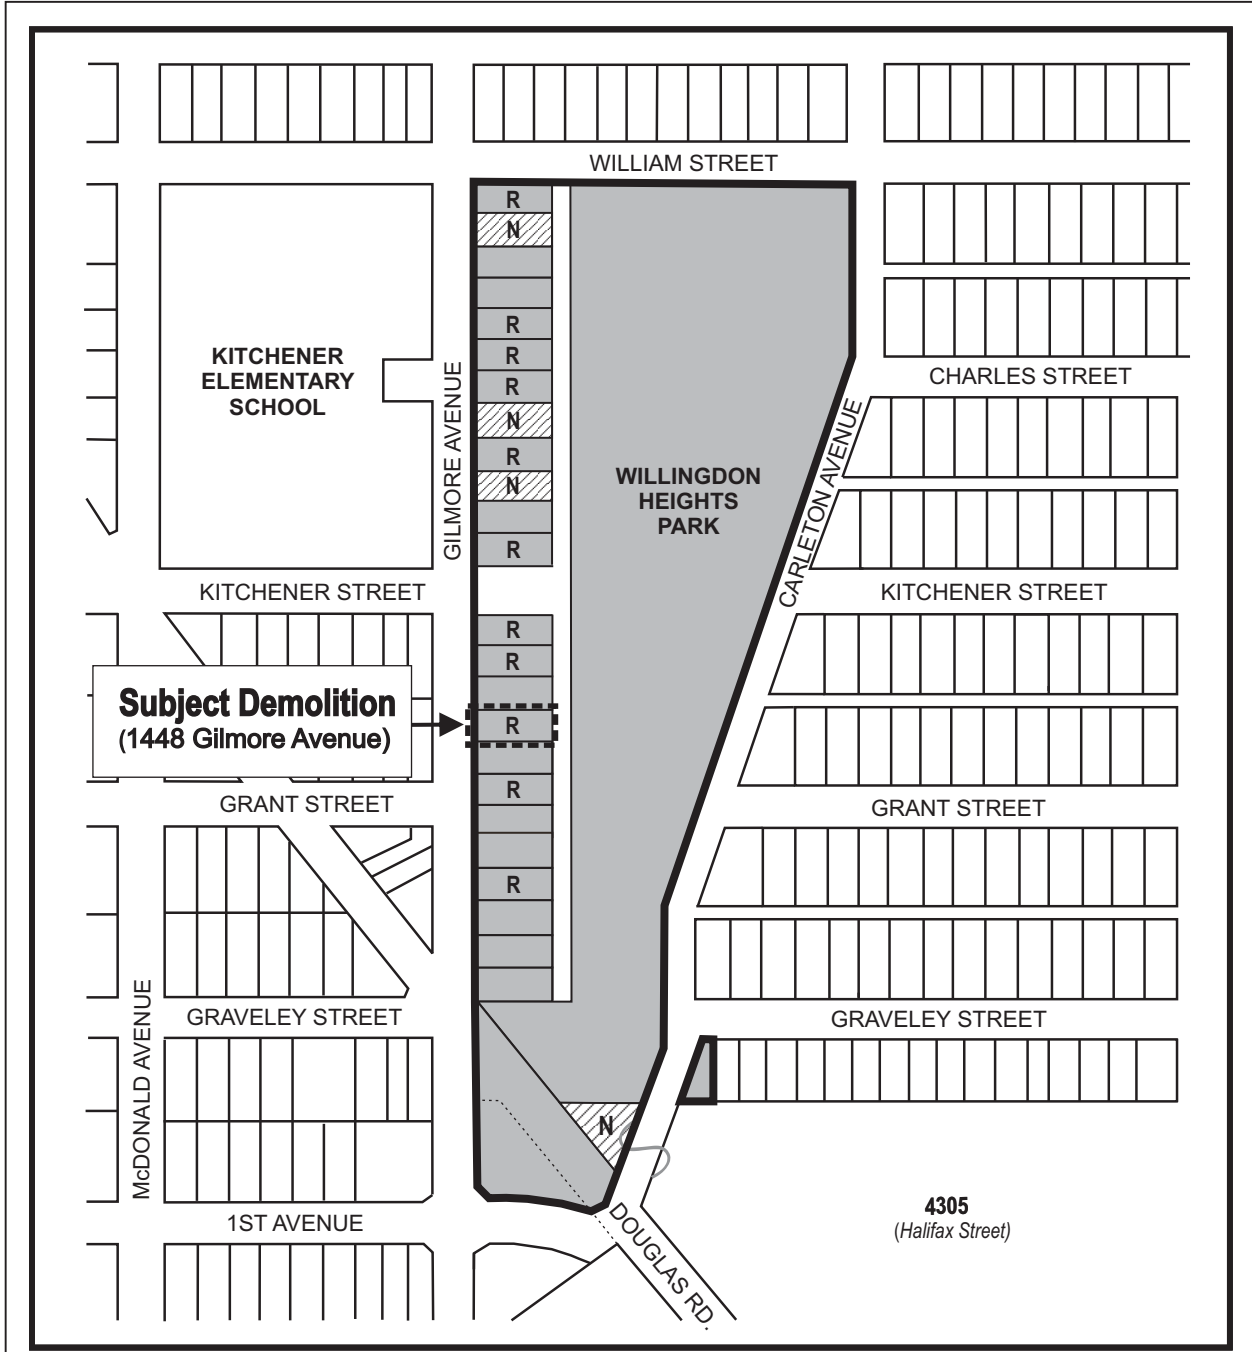 WILLIAM STREET
R
N
R
R
R
N
R
N
R
KITCHENER
ELEMENTARY
SCHOOL
GILMORE AVENUE
WILLINGDON
HEIGHTS
PARK
CHARLES STREET
CARLETON AVENUE
KITCHENER STREET
KITCHENER STREET
R
R
Subject Demolition
(1448 Gilmore Avenue)
R
R
GRANT STREET
GRANT STREET
R
McDONALD AVENUE
GRAVELEY STREET
GRAVELEY STREET
N
1ST AVENUE
DOUGLAS RD.
4305
(Halifax Street)